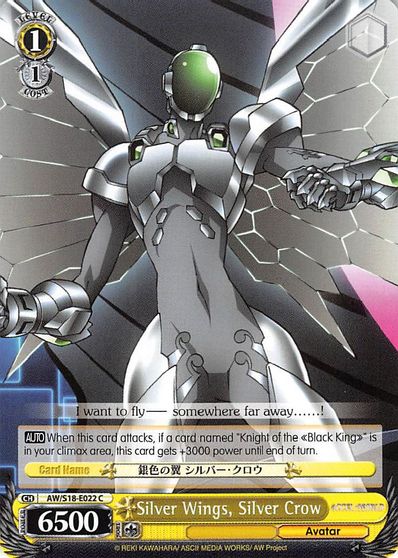 LEVEL
1
1
COST
I want to fly── somewhere far away......!
AUTO When this card attacks, if a card named "Knight of the «Black King»" is
in your climax area, this card gets +3000 power until end of turn.
Card Name 銀色の翼 シルバー・クロウ
CH AW/S18-E022 C
Silver Wings, Silver Crow
POWER 6500 SOUL
Avatar
© REKI KAWAHARA/ ASCII MEDIA WORKS/ AW Project